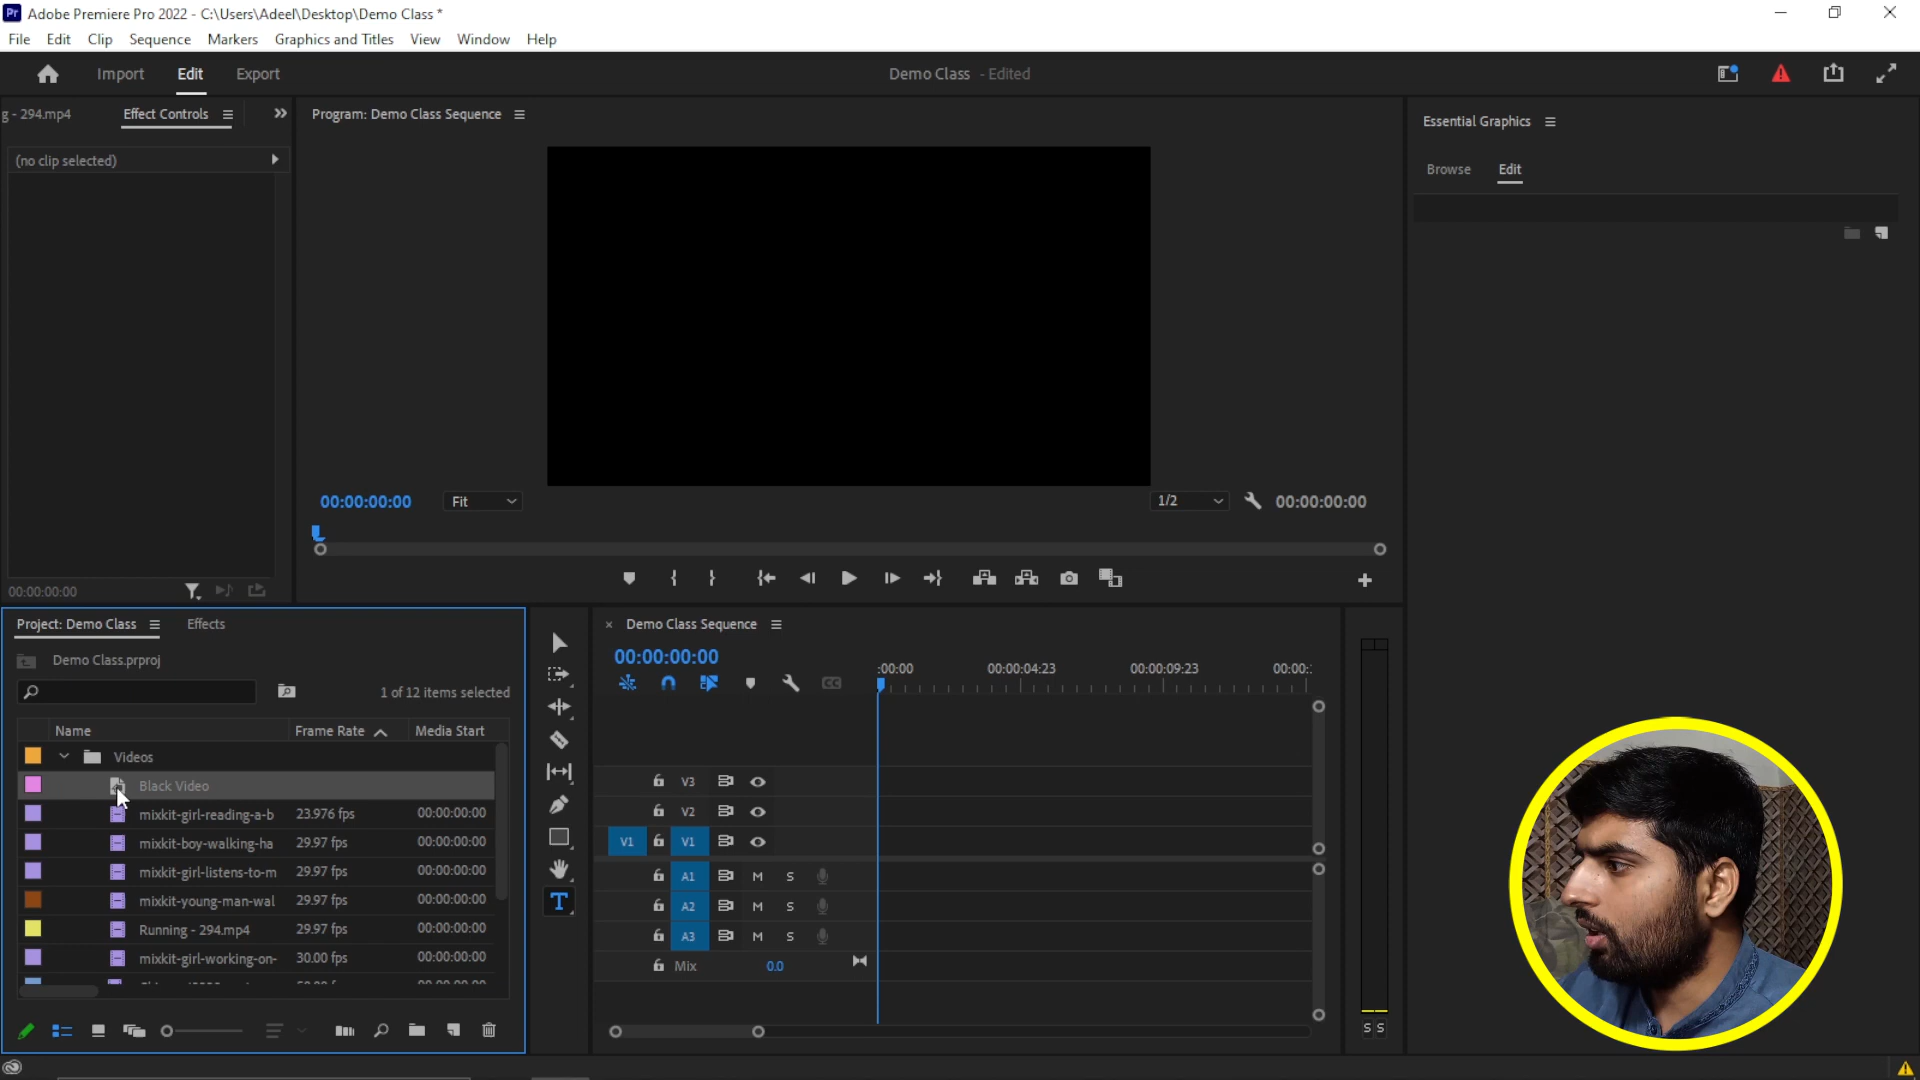 Pr Adobe Premiere Pro 2022 - C:\Users\Adeel\Desktop\Demo Class *
File Edit Clip Sequence Markers Graphics and Titles View Window Help
Import Edit Export Demo Class - Edited
g - 294.mp4 Effect Controls
Program: Demo Class Sequence
Essential Graphics
(no clip selected)
Browse Edit
00:00:00:00 Fit 1/2 00:00:00:00
00:00:00:00
Project: Demo Class Effects
Demo Class Sequence
Demo Class.prproj
00:00:00:00
:00:00 00:00:04:23 00:00:09:23 00:00:
1 of 12 items selected
Name Frame Rate Media Start
Videos
Black Video
mixkit-girl-reading-a-b 23.976 fps 00:00:00:00
mixkit-boy-walking-ha 29.97 fps 00:00:00:00
mixkit-girl-listens-to-m 29.97 fps 00:00:00:00
mixkit-young-man-wal 29.97 fps 00:00:00:00
Running - 294.mp4 29.97 fps 00:00:00:00
mixkit-girl-working-on- 30.00 fps 00:00:00:00
V3
V2
V1 V1
A1 M S
A2 M S
A3 M S
Mix 0.0
T
S S